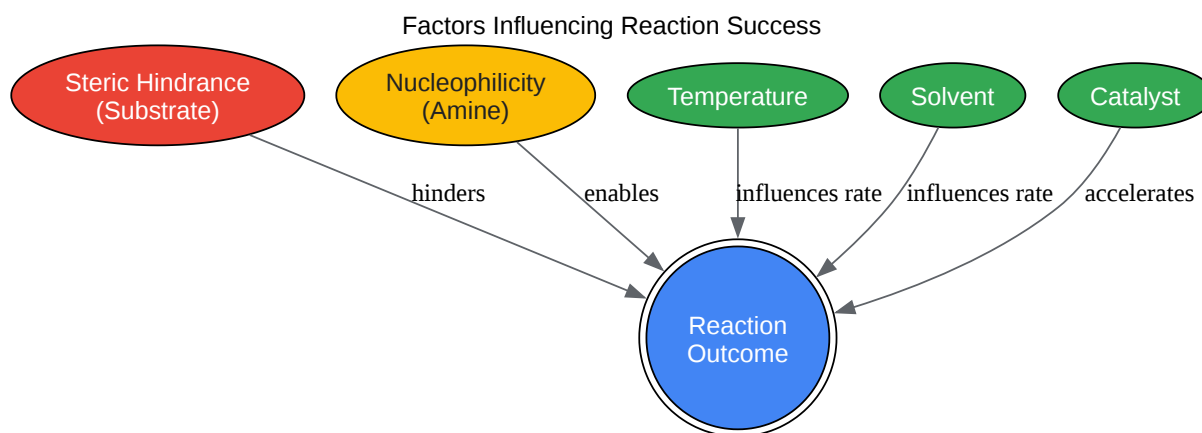 Factors Influencing Reaction Success
Steric Hindrance
(Substrate)
Nucleophilicity
(Amine)
Temperature
Solvent
Catalyst
hinders
enables
influences rate
influences rate
accelerates
Reaction
Outcome